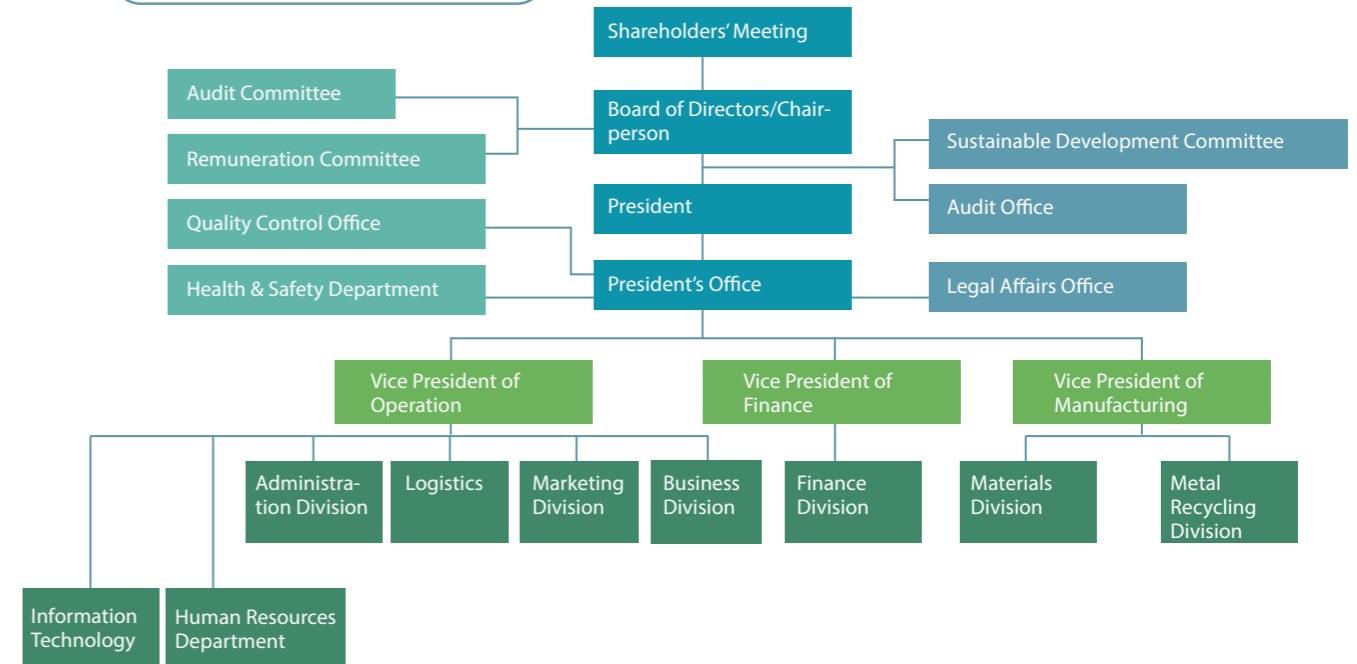 Shareholders' Meeting
Audit Committee
Board of Directors/Chair-
person
Remuneration Committee
Sustainable Development Committee
Quality Control Office
President
Audit Office
Health & Safety Department
President's Office
Legal Affairs Office
Vice President of
Operation
Vice President of
Finance
Vice President of
Manufacturing
Administra-
tion Division
Logistics
Marketing
Division
Business
Division
Finance
Division
Materials
Division
Metal
Recycling
Division
Information
Technology
Human Resources
Department